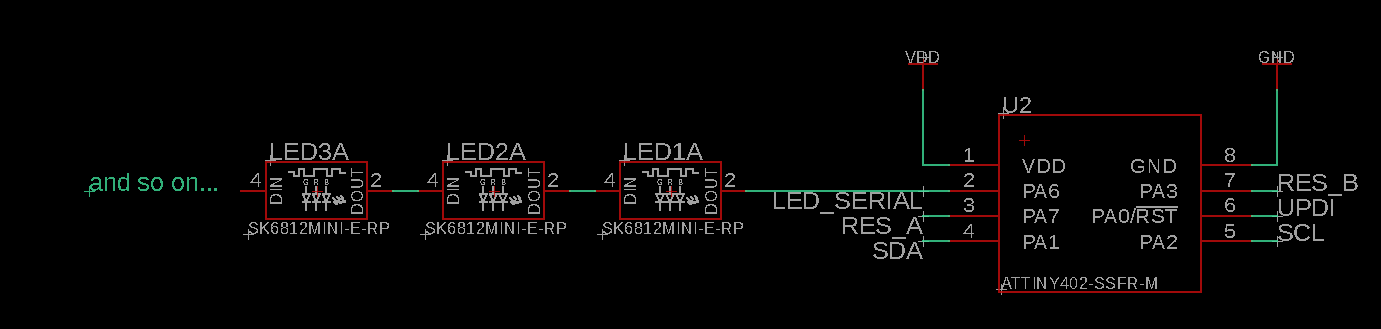 VDD
GND
U2
LED3A
LED2A
LED1A
and so on...
4 DIN G R B DOUT 2
4 DIN G R B DOUT 2
4 DIN G R B DOUT 2
SK6812MINI-E-RP
SK6812MINI-E-RP
SK6812MINI-E-RP
1 VDD GND 8
LED_SERIAL 2 PA6 PA3 7 RES_B
RES_A 3 PA7 PA0/RST 6 UPDI
SDA 4 PA1 PA2 5 SCL
ATTINY402-SSFR-M